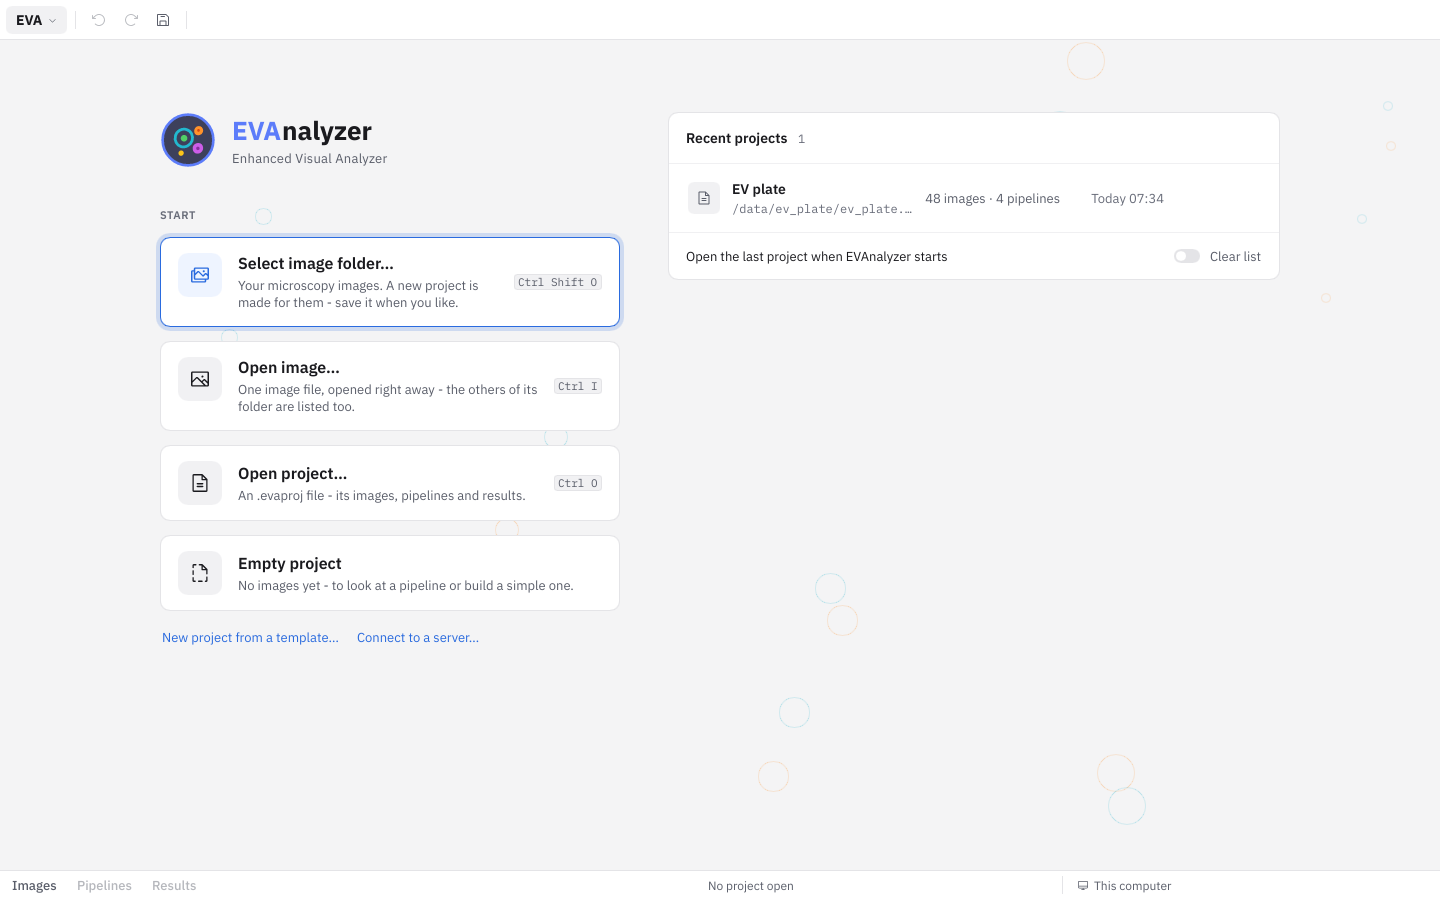 EVA
EVAnalyzer
Enhanced Visual Analyzer
START
Select image folder...
Your microscopy images. A new project is
made for them - save it when you like.
Ctrl Shift O
Open image...
One image file, opened right away - the others of its
folder are listed too.
Ctrl I
Open project...
An .evaproj file - its images, pipelines and results.
Ctrl O
Empty project
No images yet - to look at a pipeline or build a simple one.
New project from a template... Connect to a server...
Recent projects 1
EV plate
/data/ev_plate/ev_plate.…
48 images · 4 pipelines
Today 07:34
Open the last project when EVAnalyzer starts
Clear list
Images Pipelines Results
No project open
This computer